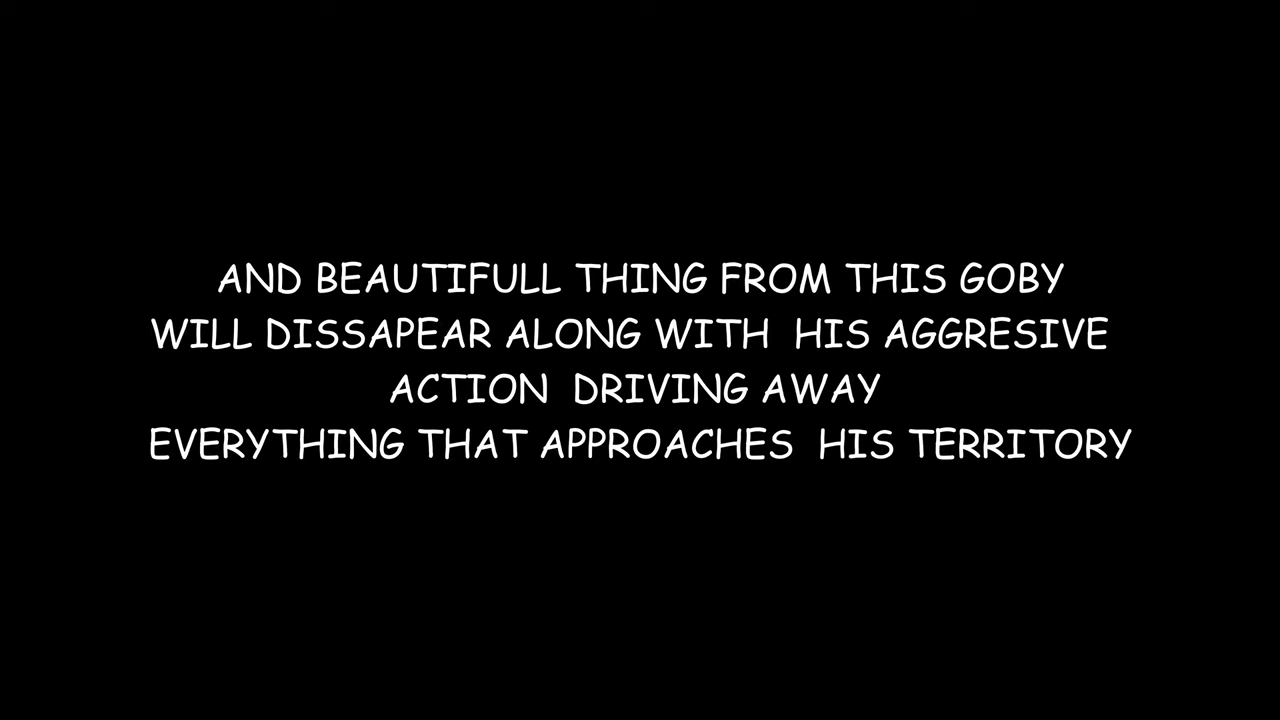 AND BEAUTIFULL THING FROM THIS GOBY
WILL DISSAPEAR ALONG WITH  HIS AGGRESIVE
ACTION  DRIVING AWAY
EVERYTHING THAT APPROACHES  HIS TERRITORY